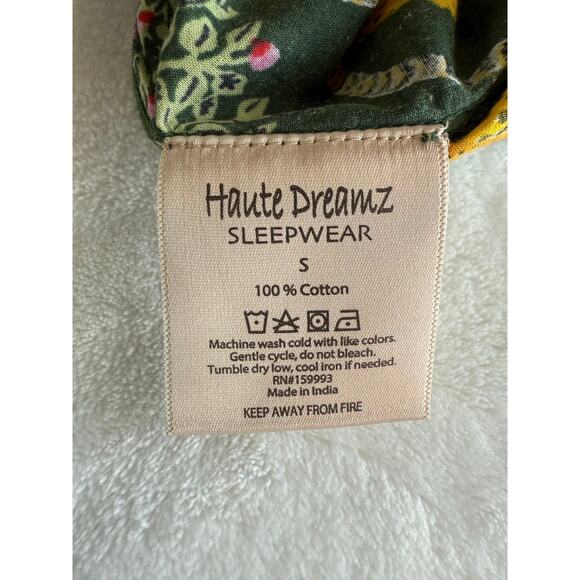 Haute Dreamz
SLEEPWEAR
S
100 % Cotton
Machine wash cold with like colors.
Gentle cycle, do not bleach.
Tumble dry low, cool iron if needed.
RN#159993
Made in India
KEEP AWAY FROM FIRE